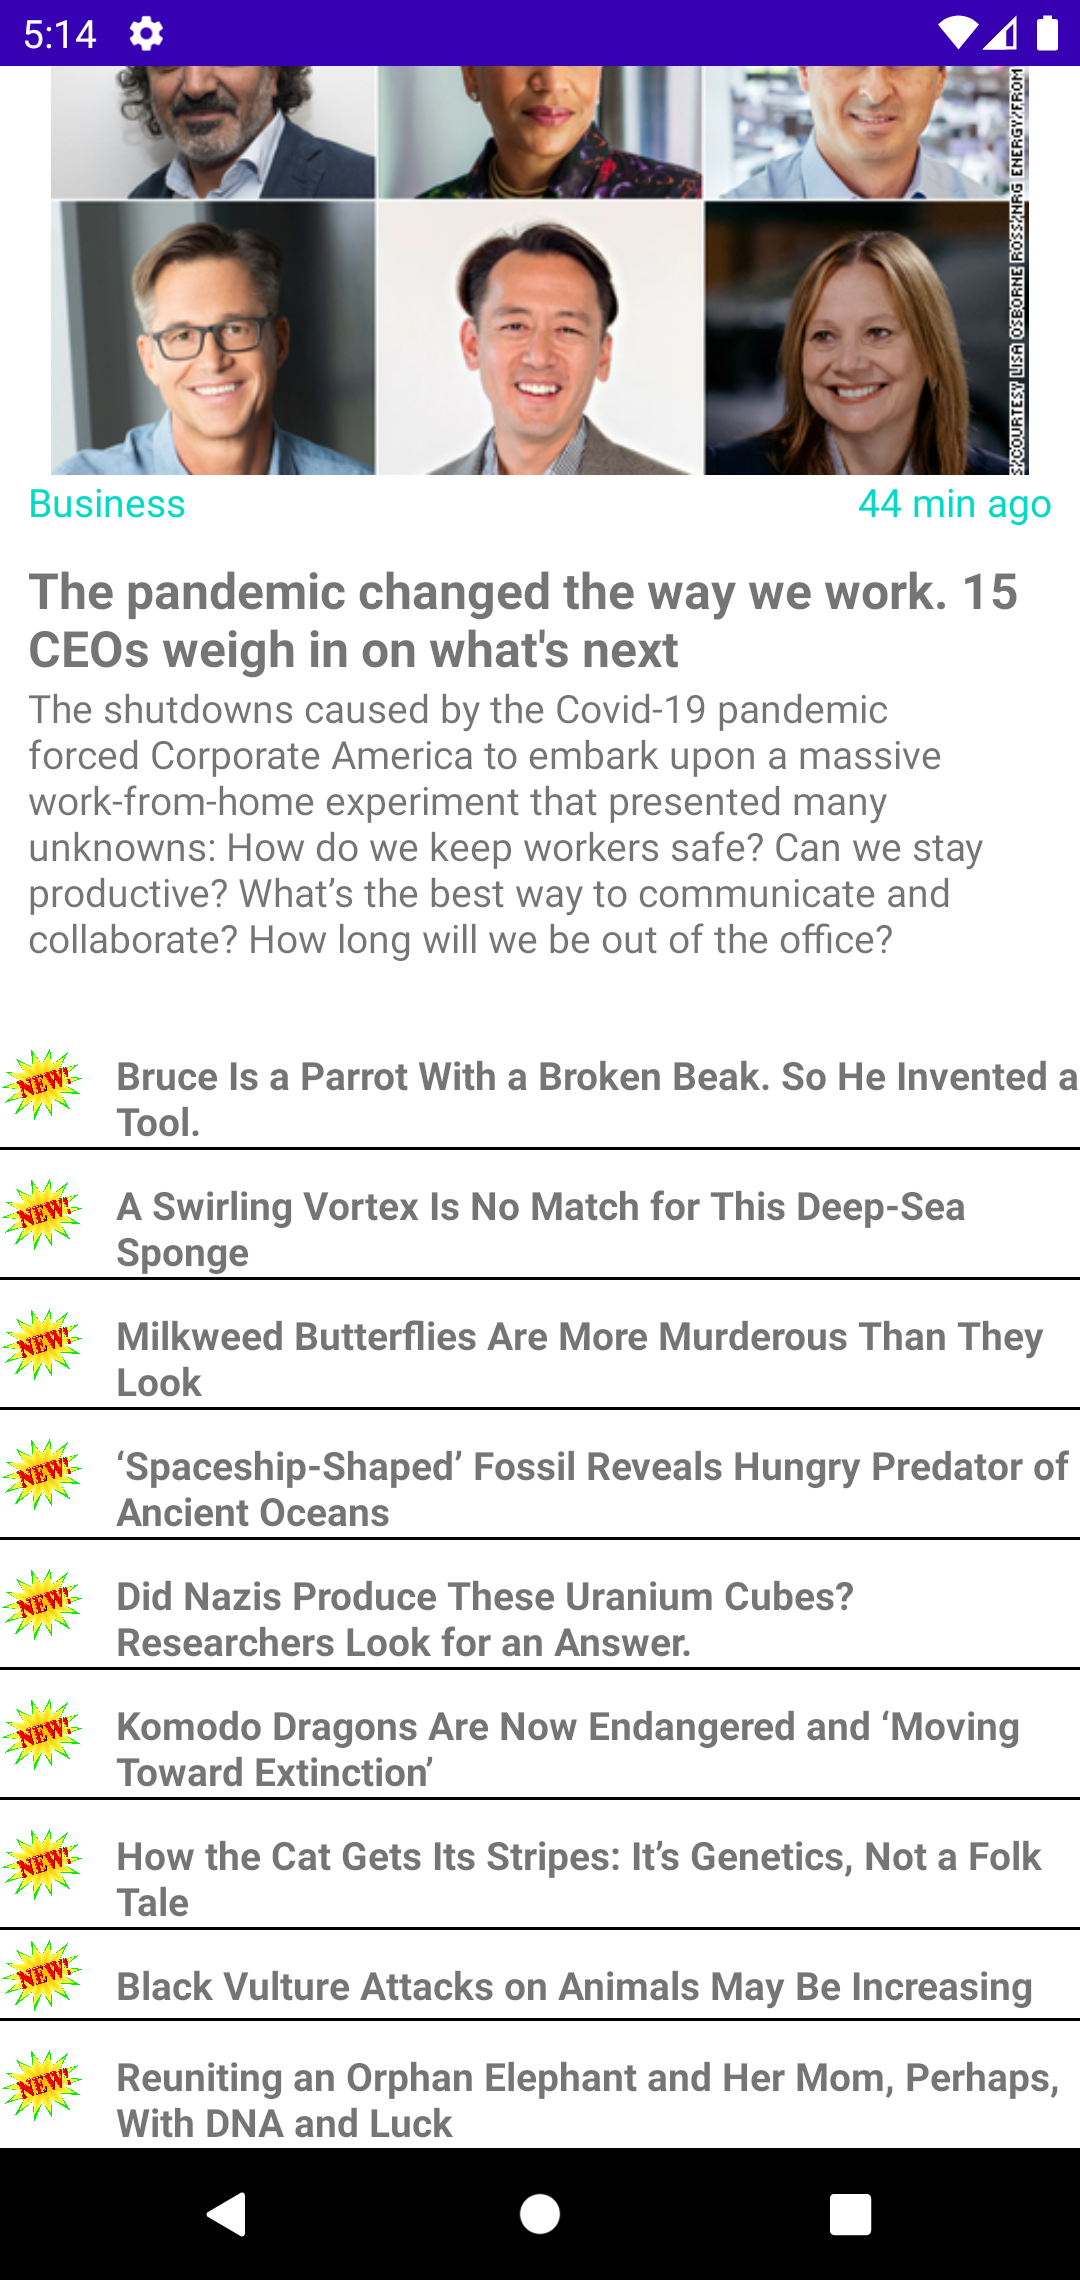 5:14
S/COURTESY LISA OSBORNE ROSS/NRG ENERGY/FROM
Business
44 min ago
The pandemic changed the way we work. 15
CEOs weigh in on what's next
The shutdowns caused by the Covid-19 pandemic
forced Corporate America to embark upon a massive
work-from-home experiment that presented many
unknowns: How do we keep workers safe? Can we stay
productive? What’s the best way to communicate and
collaborate? How long will we be out of the office?
NEW!
Bruce Is a Parrot With a Broken Beak. So He Invented a
Tool.
NEW!
A Swirling Vortex Is No Match for This Deep-Sea
Sponge
NEW!
Milkweed Butterflies Are More Murderous Than They
Look
NEW!
‘Spaceship-Shaped’ Fossil Reveals Hungry Predator of
Ancient Oceans
NEW!
Did Nazis Produce These Uranium Cubes?
Researchers Look for an Answer.
NEW!
Komodo Dragons Are Now Endangered and ‘Moving
Toward Extinction’
NEW!
How the Cat Gets Its Stripes: It’s Genetics, Not a Folk
Tale
NEW!
Black Vulture Attacks on Animals May Be Increasing
NEW!
Reuniting an Orphan Elephant and Her Mom, Perhaps,
With DNA and Luck